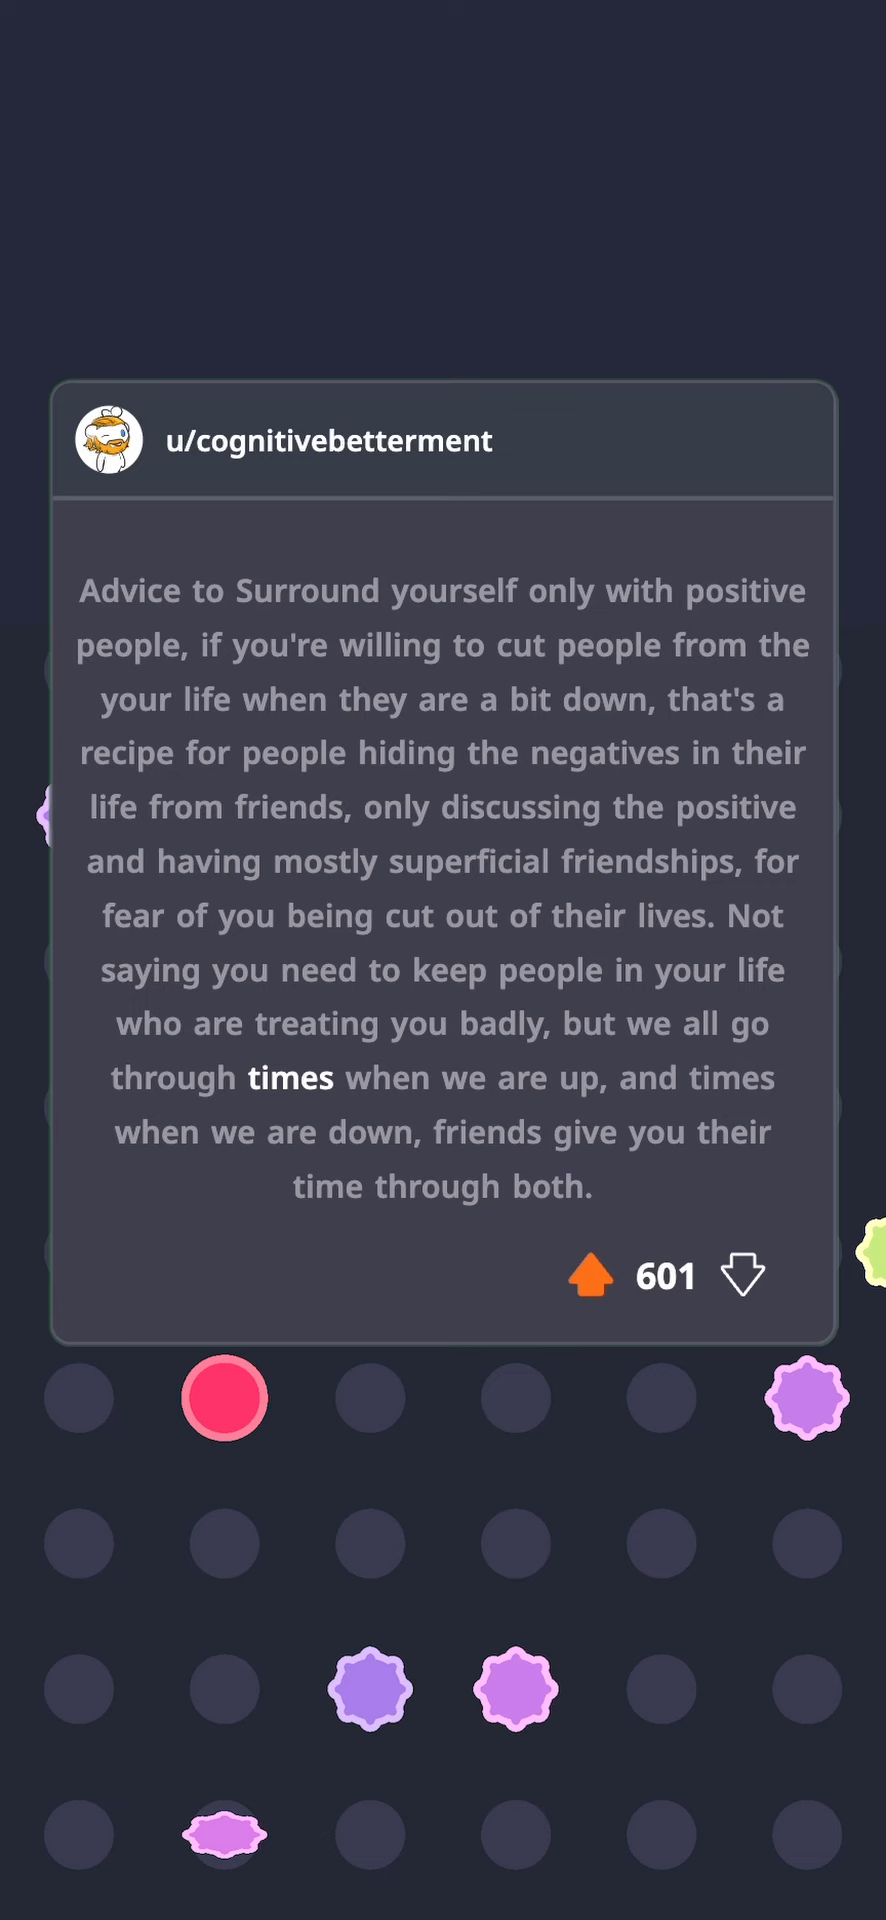 u/cognitivebetterment
Advice to Surround yourself only with positive
people, if you're willing to cut people from the
your life when they are a bit down, that's a
recipe for people hiding the negatives in their
life from friends, only discussing the positive
and having mostly superficial friendships, for
fear of you being cut out of their lives. Not
saying you need to keep people in your life
who are treating you badly, but we all go
through times when we are up, and times
when we are down, friends give you their
time through both.
601